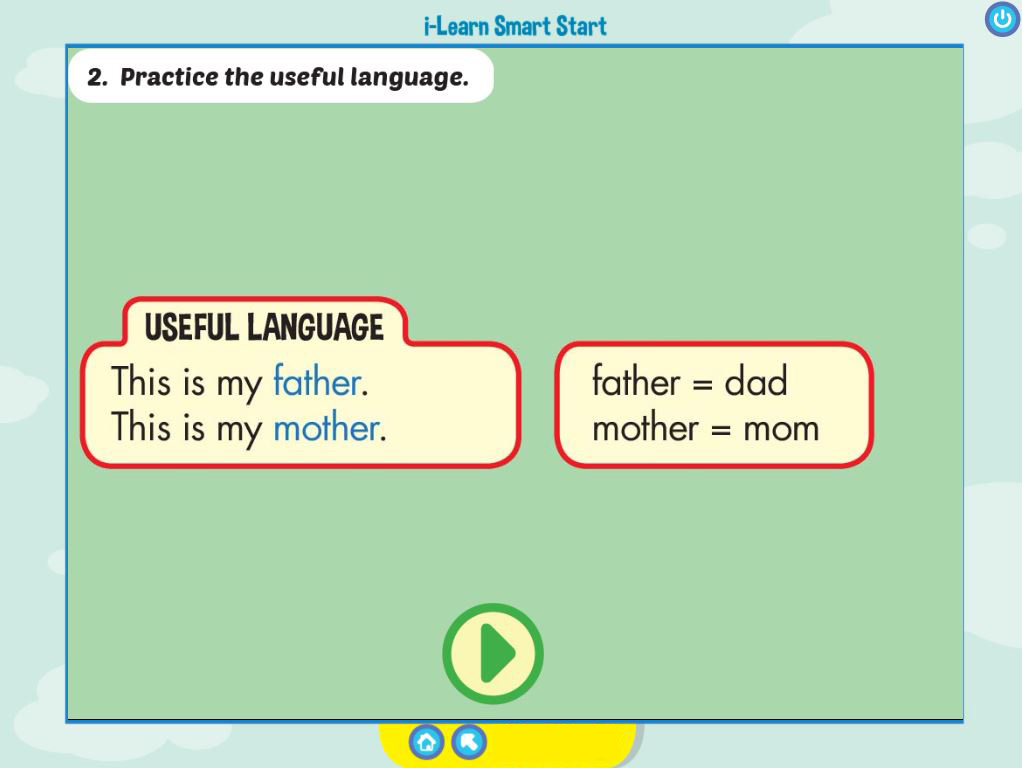 i-Learn Smart Start
2. Practice the useful language.
USEFUL LANGUAGE
This is my father.
This is my mother.
father = dad
mother = mom